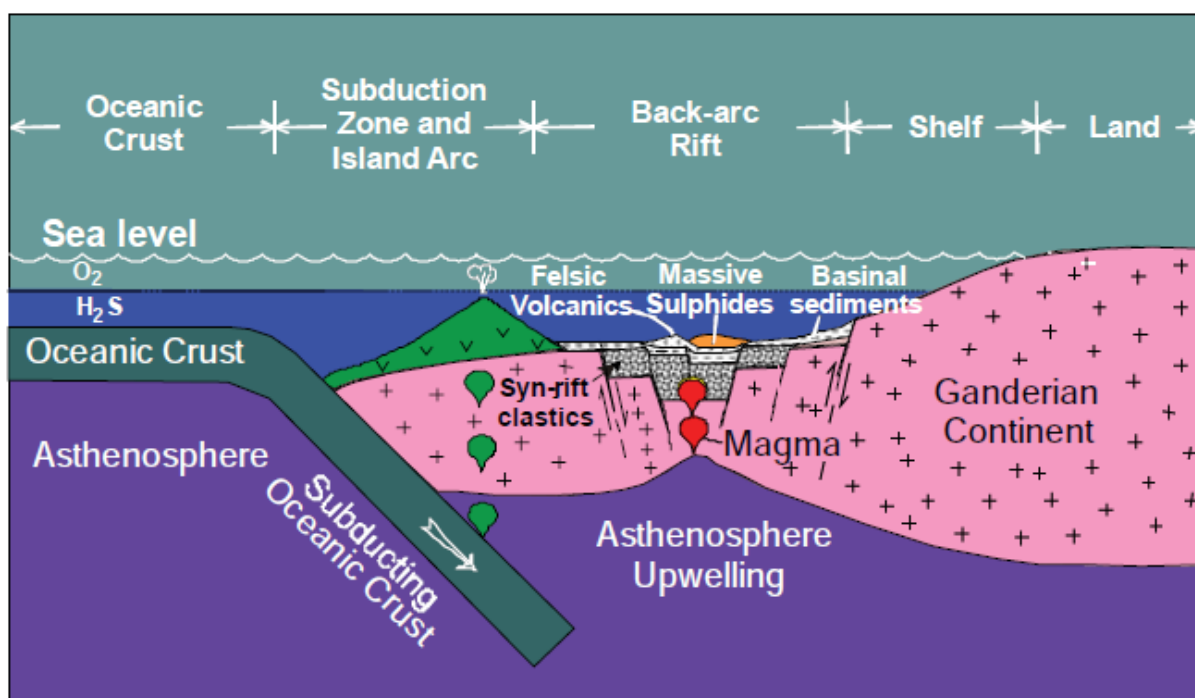 Oceanic
Crust
Subduction
Zone and
Island Arc
Back-arc
Rift
Shelf
Land
Sea level
O2
H2S
Felsic
Volcanics
Massive
Sulphides
Basinal
sediments
Oceanic Crust
Syn-rift
clastics
Magma
Ganderian
Continent
Asthenosphere
Subducting
Oceanic Crust
Asthenosphere
Upwelling